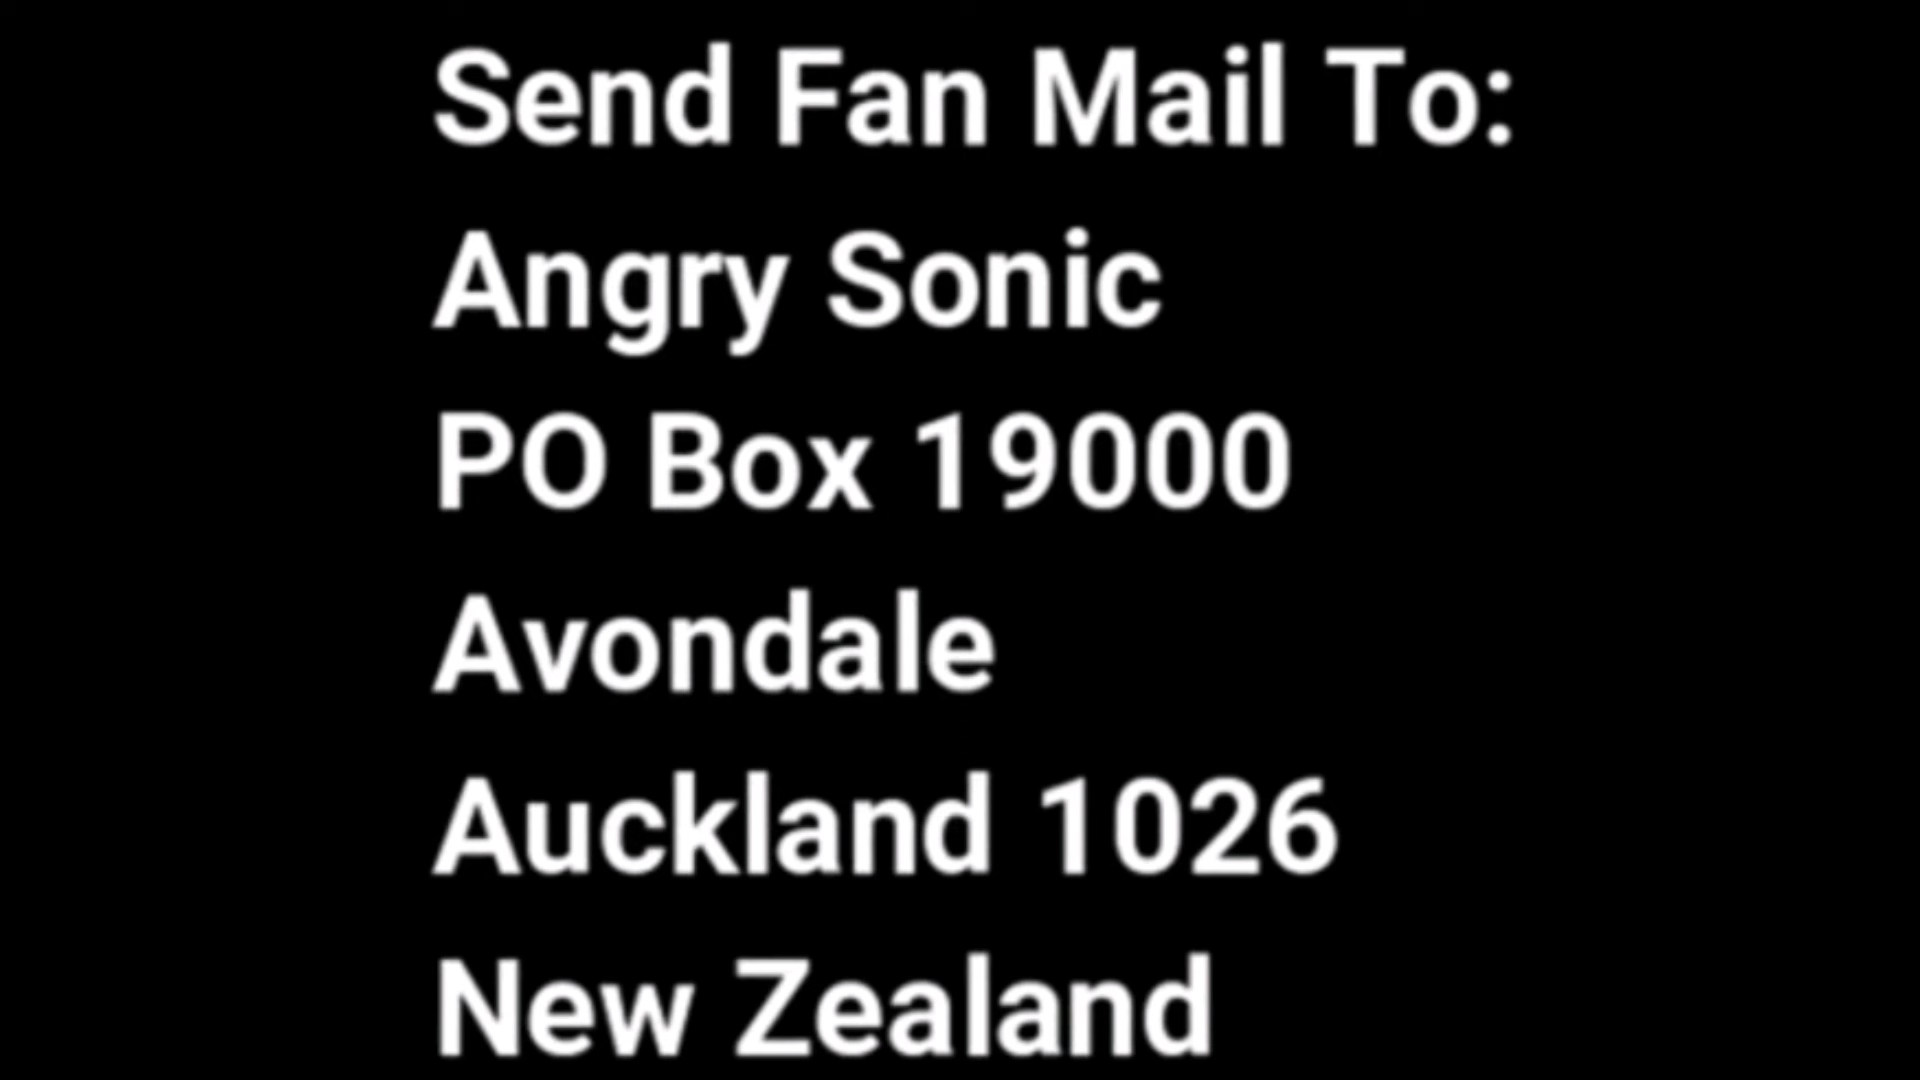 Send Fan Mail To:
Angry Sonic
PO Box 19000
Avondale
Auckland 1026
New Zealand